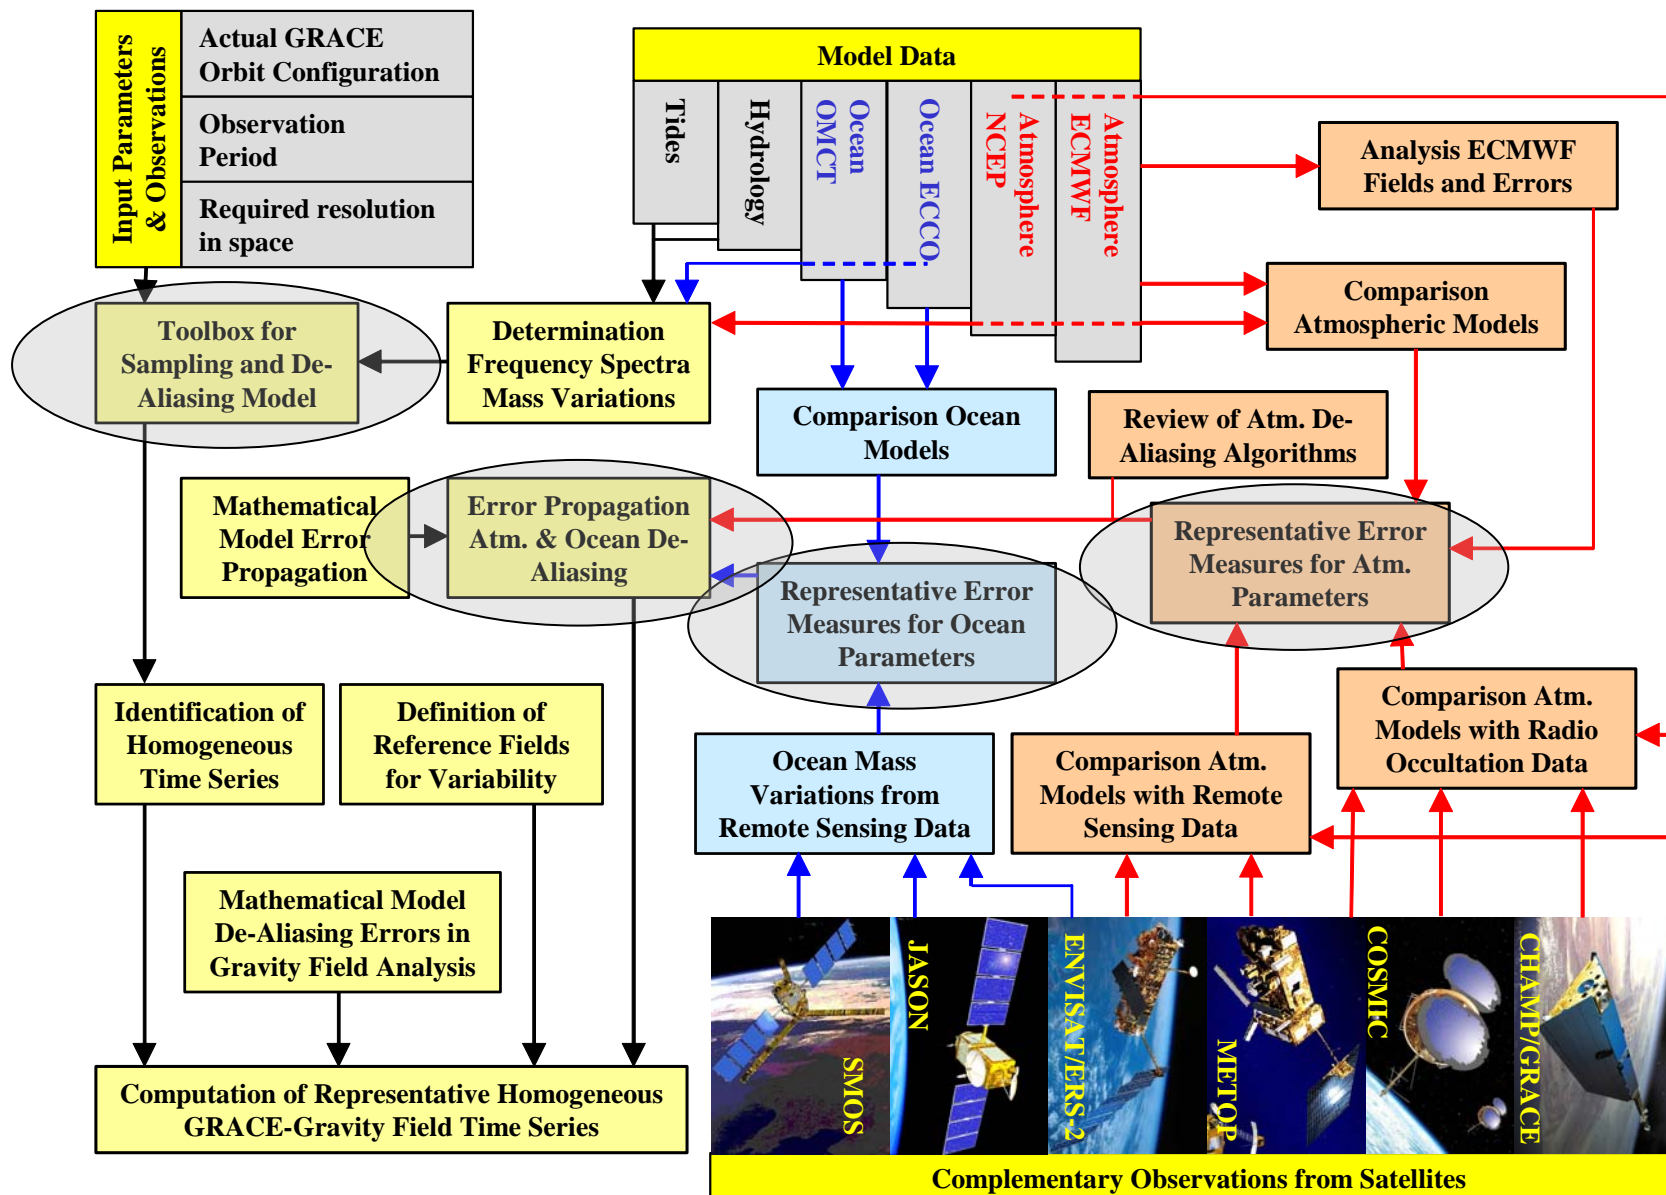 Input Parameters
& Observations
Actual GRACE
Orbit Configuration
Observation
Period
Required resolution
in space
Model Data
Tides
Hydrology
Ocean
OMCT
Ocean ECCO
Atmosphere
NCEP
Atmosphere
ECMWF
Analysis ECMWF
Fields and Errors
Comparison
Atmospheric Models
Toolbox for
Sampling and De-
Aliasing Model
Determination
Frequency Spectra
Mass Variations
Comparison Ocean
Models
Review of Atm. De-
Aliasing Algorithms
Mathematical
Model Error
Propagation
Error Propagation
Atm. & Ocean De-
Aliasing
Representative Error
Measures for Ocean
Parameters
Representative Error
Measures for Atm.
Parameters
Identification of
Homogeneous
Time Series
Definition of
Reference Fields
for Variability
Ocean Mass
Variations from
Remote Sensing Data
Comparison Atm.
Models with Remote
Sensing Data
Comparison Atm.
Models with Radio
Occultation Data
Mathematical Model
De-Aliasing Errors in
Gravity Field Analysis
Computation of Representative Homogeneous
GRACE-Gravity Field Time Series
SMOS
JASON
ENVISAT/ERS-2
METOP
COSMIC
CHAMP/GRACE
Complementary Observations from Satellites